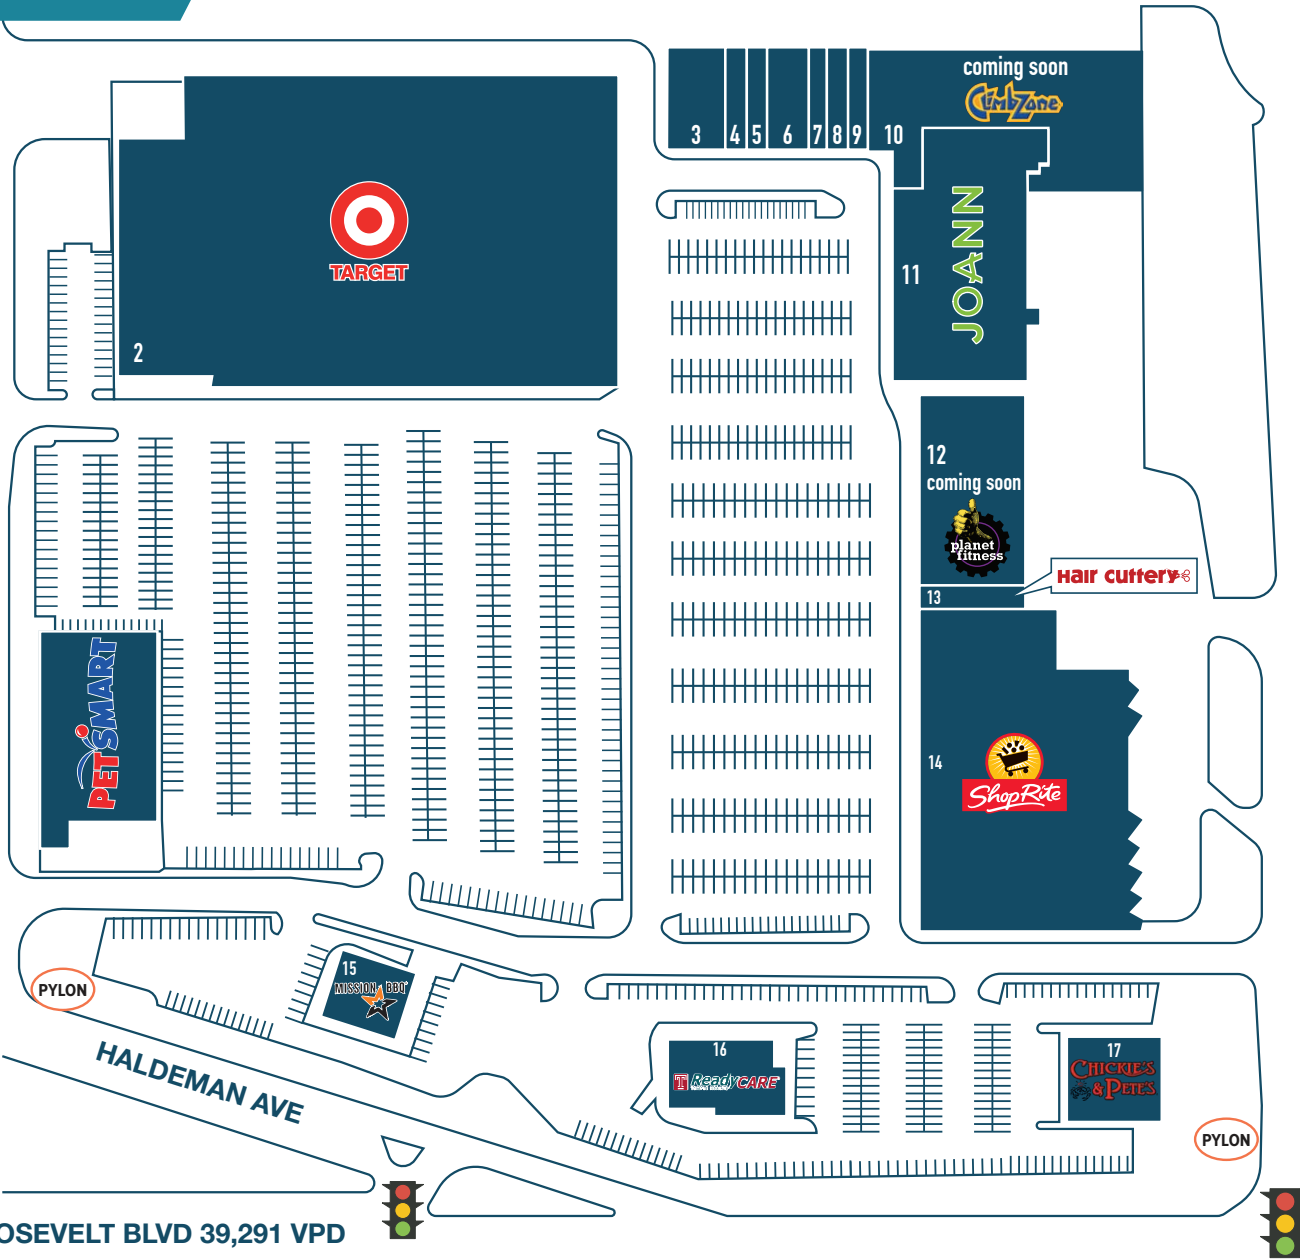 coming soon
ClimbZone
3
4
5
6
7
8
9
10
TARGET
2
JOANN
11
12
coming soon
planet
fitness
Hair Cuttery
13
PETSMART
14
ShopRite
15
MISSION BBQ
PYLON
HALDEMAN AVE
16
T ReadyCARE
17
CHICKIE'S
& PETE'S
PYLON
OSEVELT BLVD 39,291 VPD